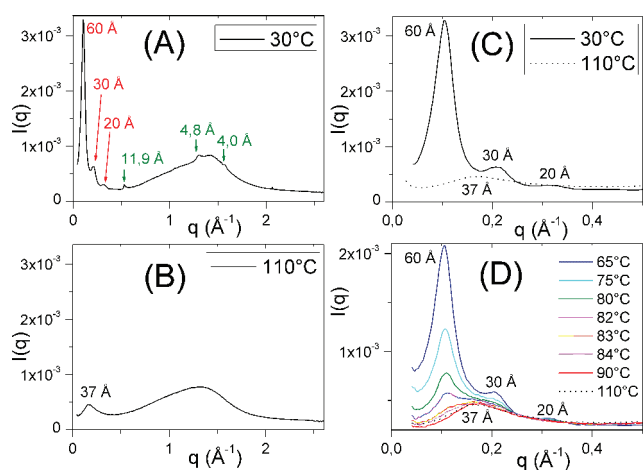 (A)
30°C
60 Å
30 Å
20 Å
11,9 Å
4,8 Å
4,0 Å
3x10⁻³
2x10⁻³
1x10⁻³
0
I(q)
0 1 2
q (Å⁻¹)
(B)
110°C
37 Å
3x10⁻³
2x10⁻³
1x10⁻³
0
I(q)
0 1 2
q (Å⁻¹)
(C)
30°C
110°C
60 Å
30 Å
20 Å
37 Å
3x10⁻³
2x10⁻³
1x10⁻³
0
I(q)
0,0 0,2 0,4
q (Å⁻¹)
(D)
65°C
75°C
80°C
82°C
83°C
84°C
90°C
110°C
60 Å
30 Å
20 Å
37 Å
2x10⁻³
1x10⁻³
0
I(q)
0,0 0,2 0,4
q (Å⁻¹)